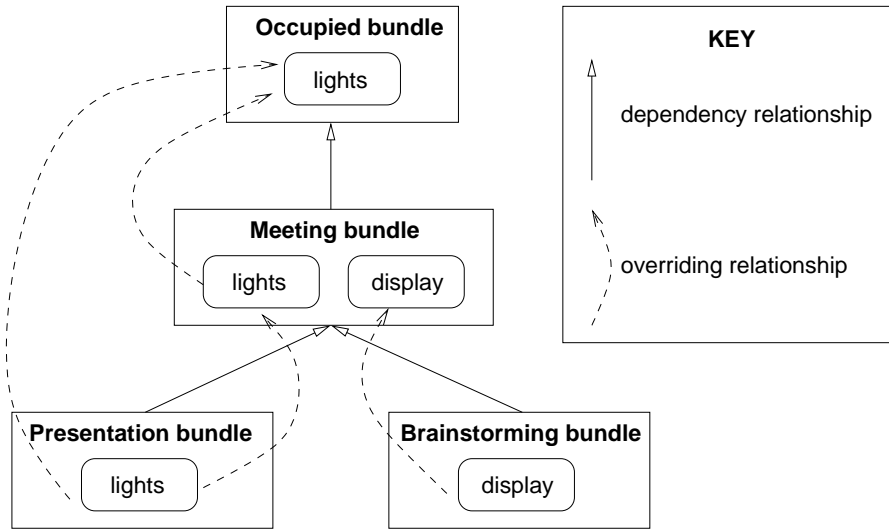 Occupied bundle
lights
Meeting bundle
lights
display
Presentation bundle
lights
Brainstorming bundle
display
KEY
dependency relationship
overriding relationship